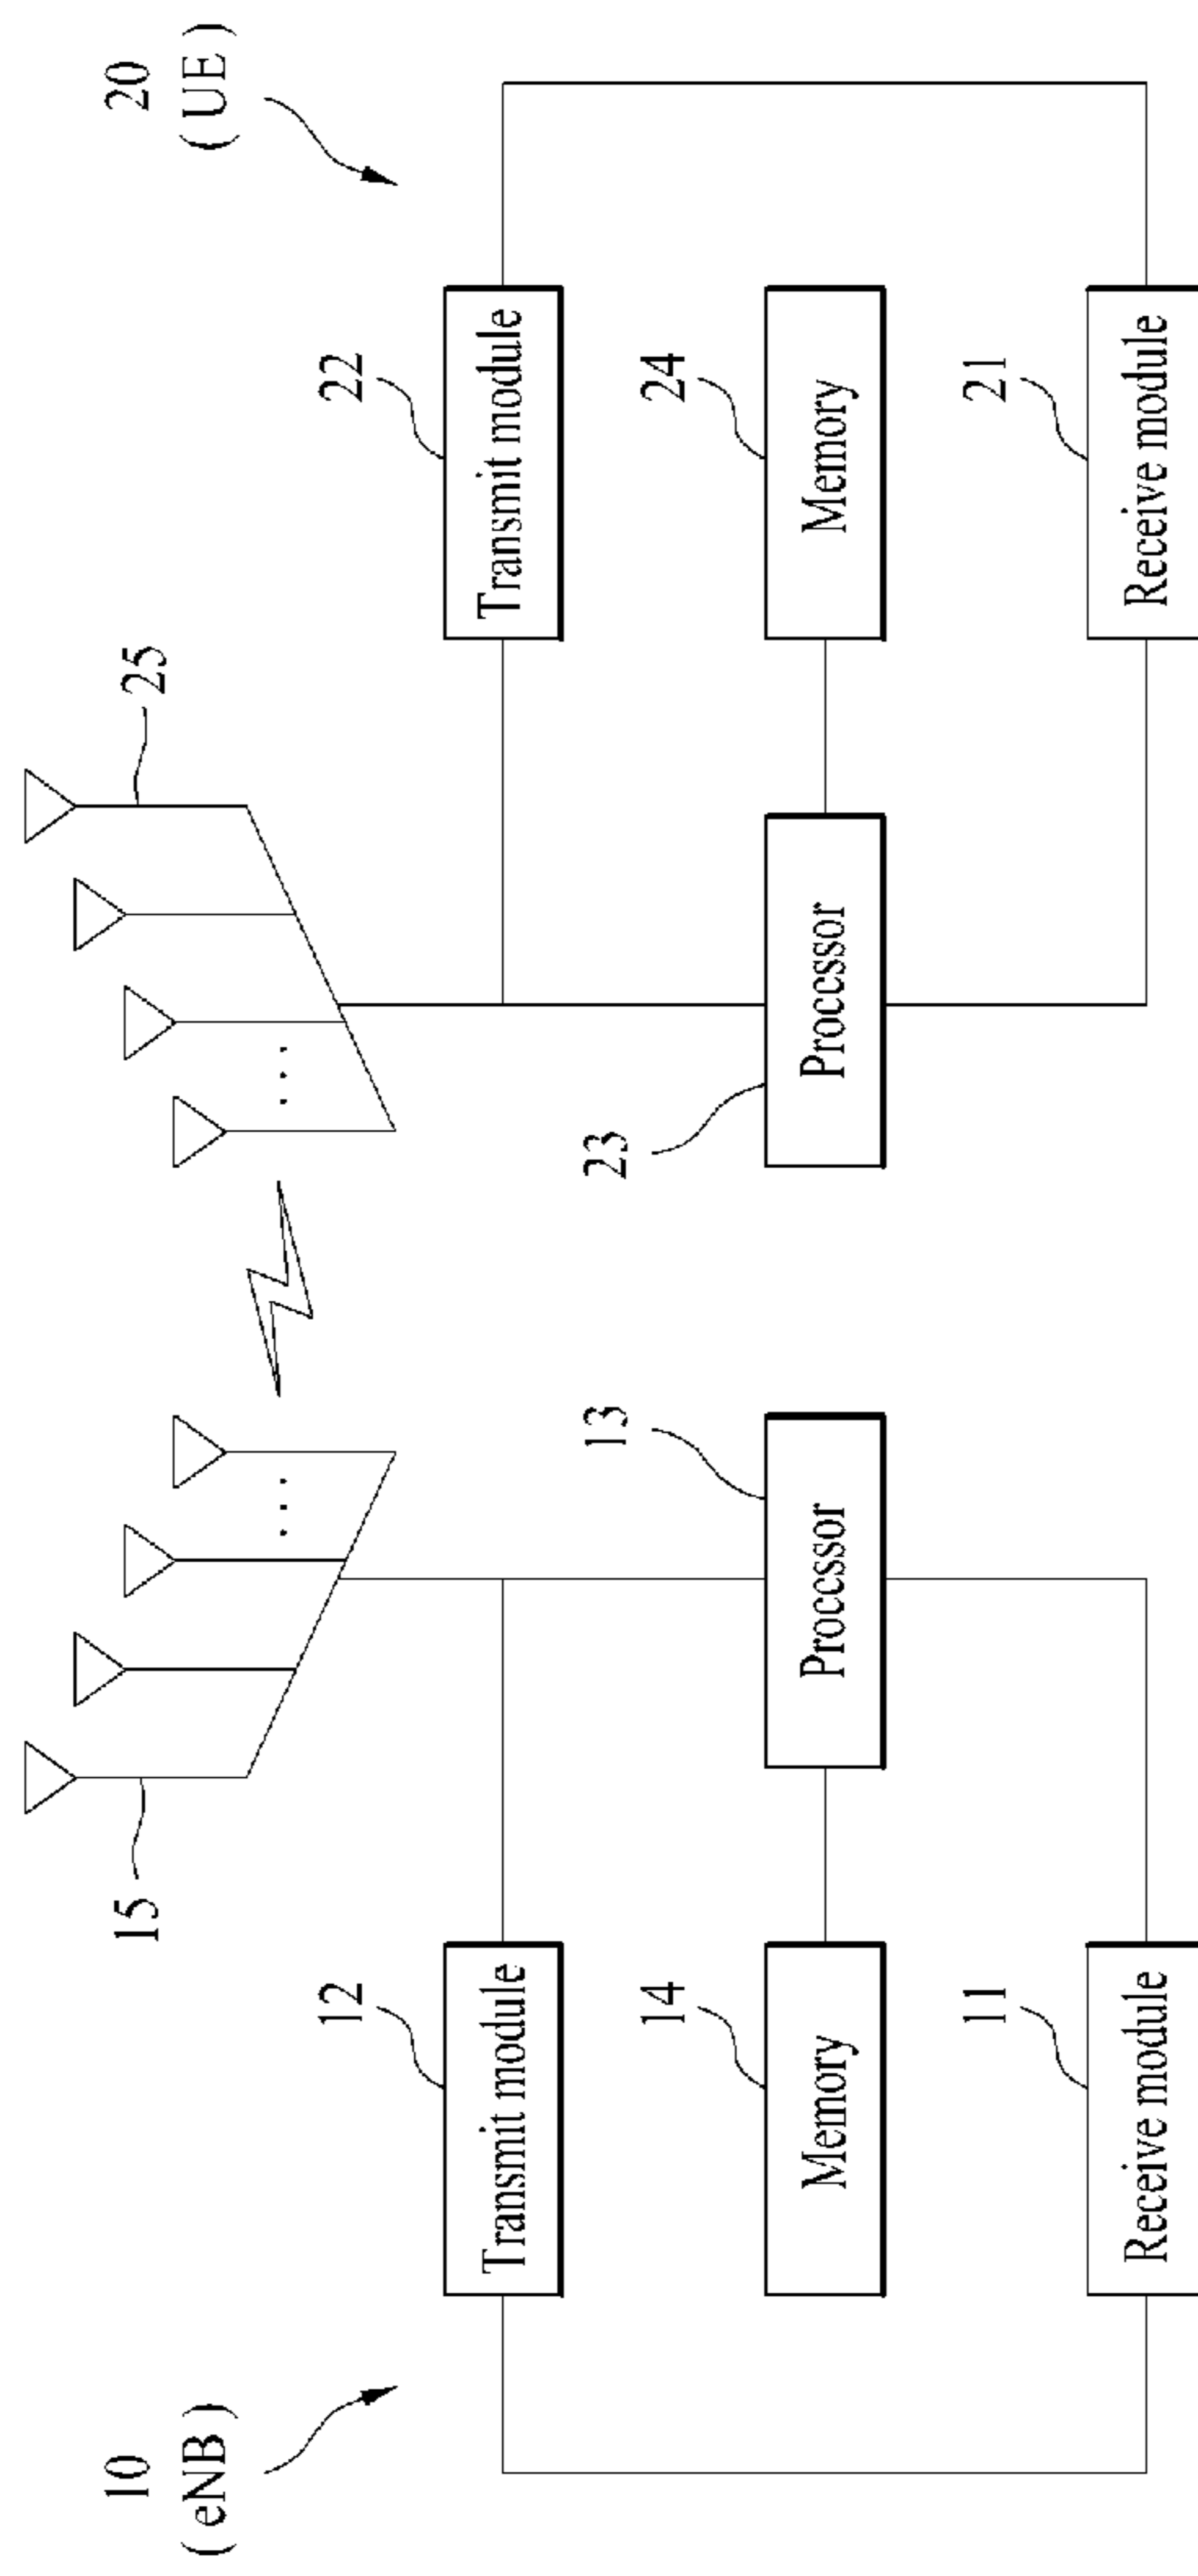 10
( eNB )
15
25
20
( UE )
12
Transmit module
22
Transmit module
13
Processor
23
Processor
14
Memory
24
Memory
11
Receive module
21
Receive module